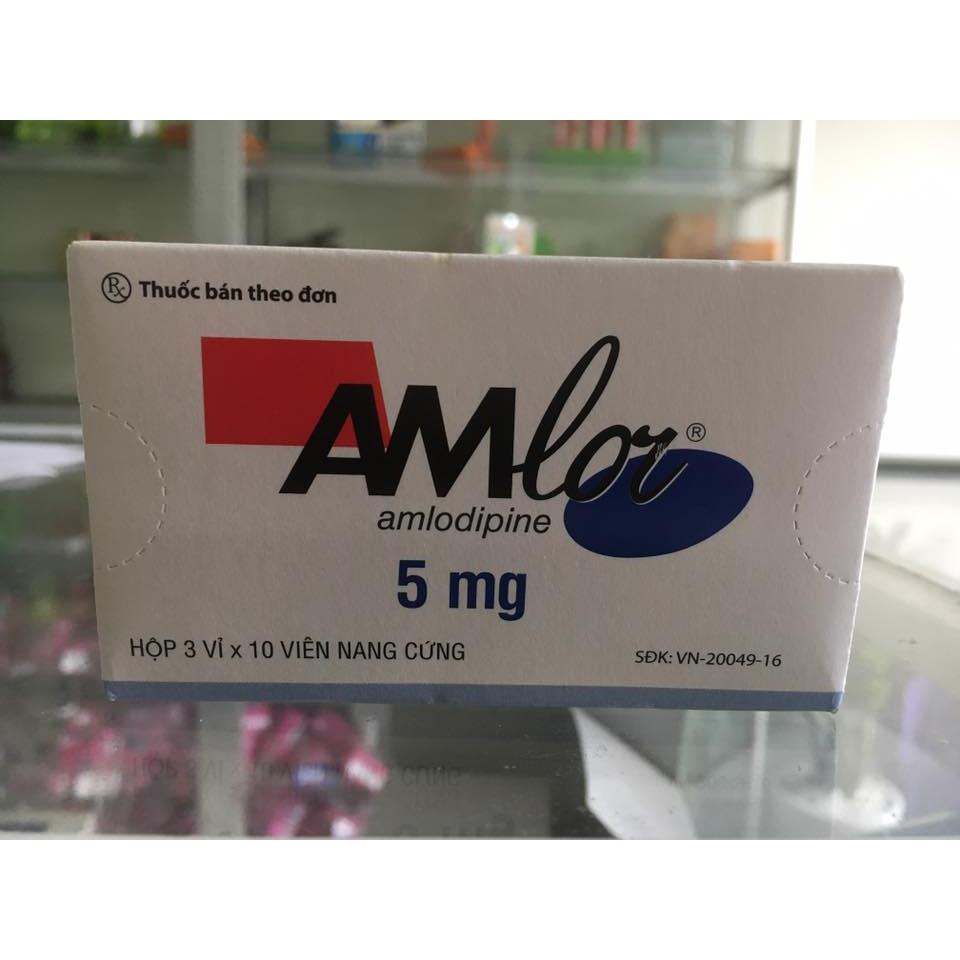 Rx Thuốc bán theo đơn
AMlor®
amlodipine
5 mg
HỘP 3 VỈ x 10 VIÊN NANG CỨNG
SĐK: VN-20049-16